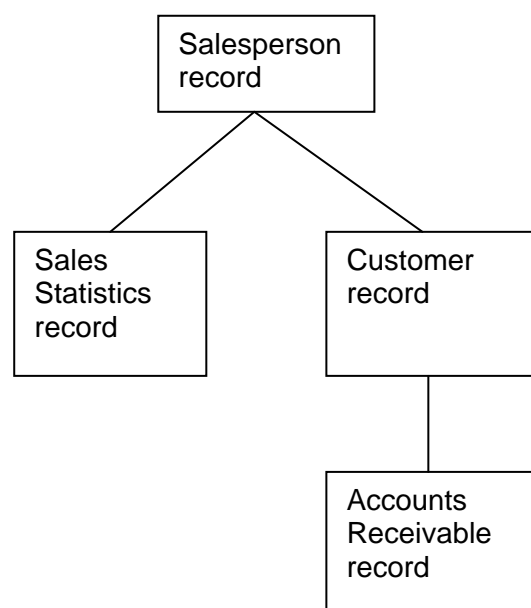 Salesperson
record
Sales
Statistics
record
Customer
record
Accounts
Receivable
record